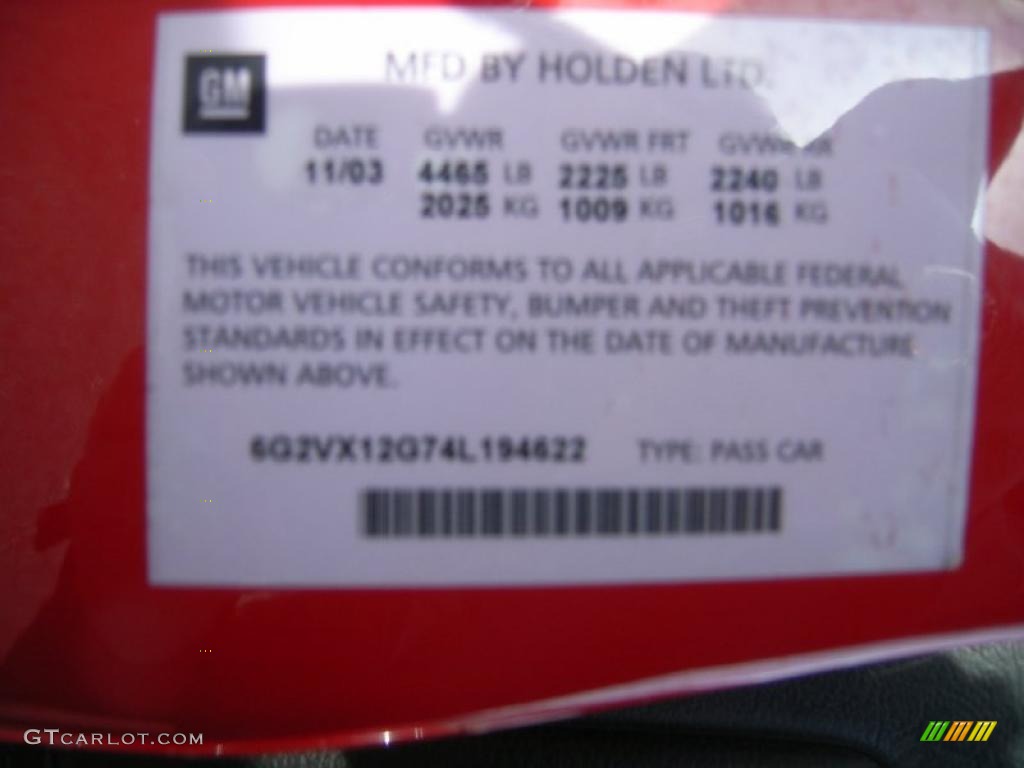 GM
MFD BY HOLDEN LTD.
DATE GVWR GVWR FRT GVWR RR
11/03 4465 LB 2225 LB 2240 LB
2025 KG 1009 KG 1016 KG
THIS VEHICLE CONFORMS TO ALL APPLICABLE FEDERAL
MOTOR VEHICLE SAFETY, BUMPER AND THEFT PREVENTION
STANDARDS IN EFFECT ON THE DATE OF MANUFACTURE
SHOWN ABOVE.
6G2VX12G74L194622 TYPE: PASS CAR
GTCARLOT.COM